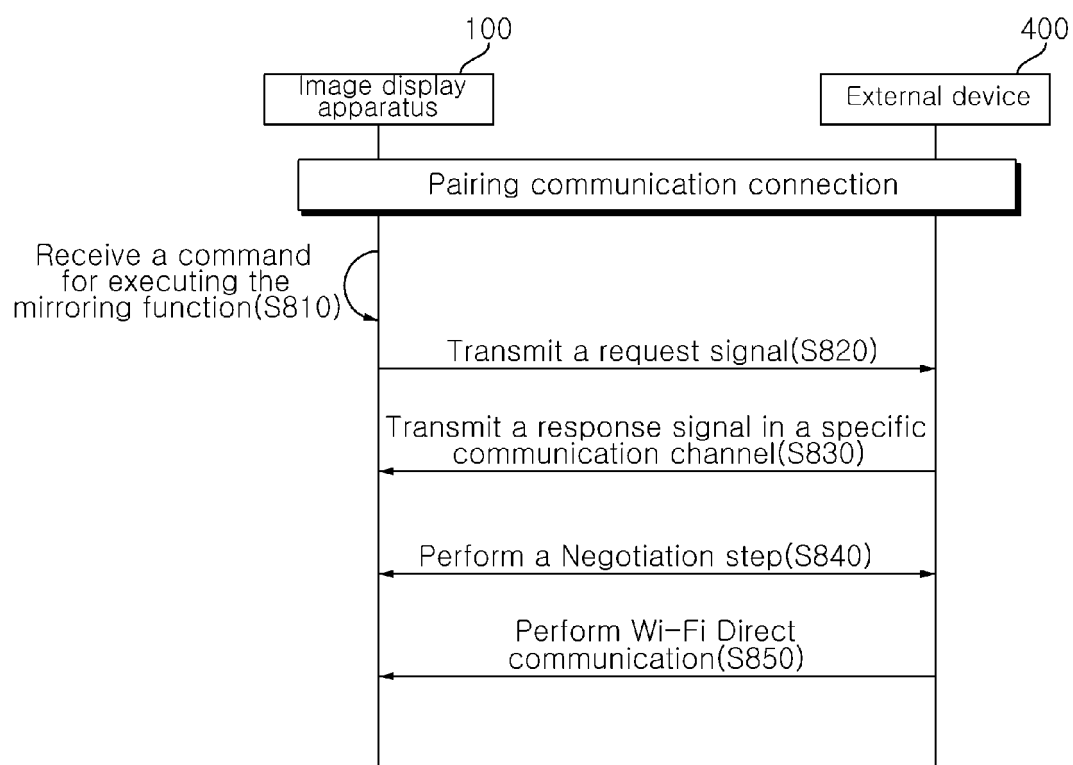 100
400
Image display
apparatus
External device
Pairing communication connection
Receive a command
for executing the
mirroring function(S810)
Transmit a request signal(S820)
Transmit a response signal in a specific
communication channel(S830)
Perform a Negotiation step(S840)
Perform Wi-Fi Direct
communication(S850)